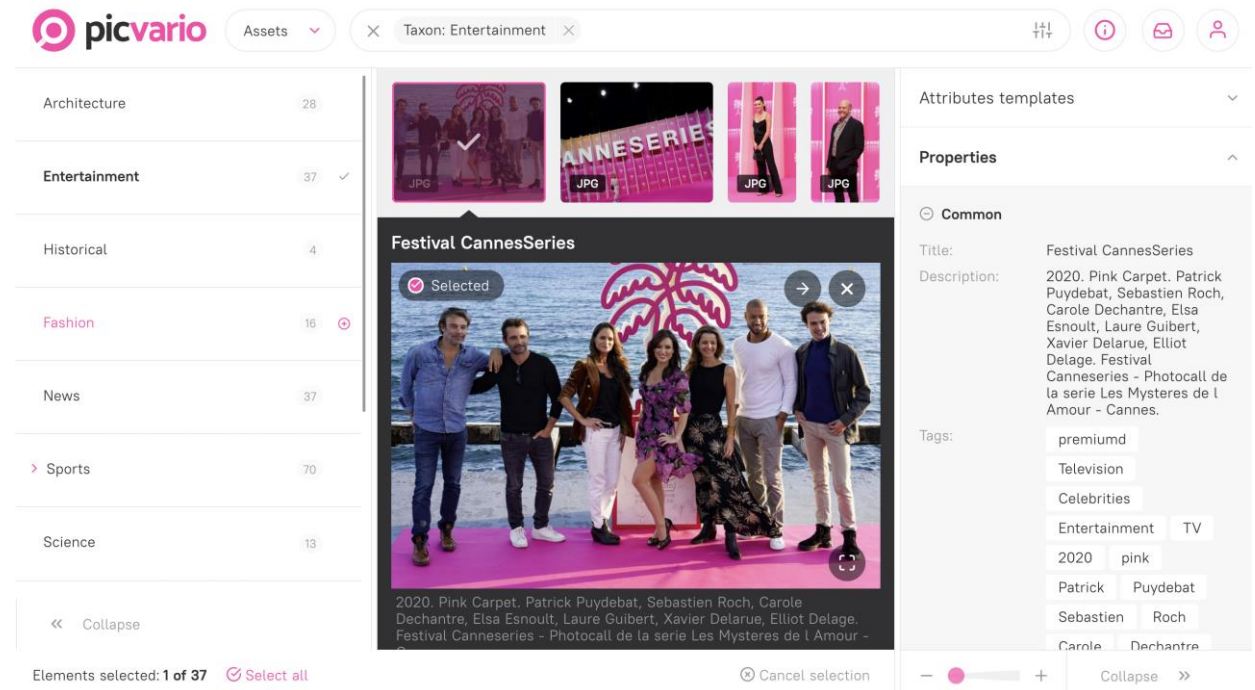 picvario
Assets
Taxon: Entertainment
Architecture 28
Entertainment 37
Historical 4
Fashion 16
News 37
Sports 70
Science 13
Collapse
JPG
ANNESERIES
JPG
JPG
JPG
Festival CannesSeries
Selected
2020. Pink Carpet. Patrick Puydebat, Sebastien Roch, Carole
Dechantre, Elsa Esnoult, Laure Guibert, Xavier Delarue, Elliot Delage.
Festival Canneseries - Photocall de la serie Les Mysteres de l Amour -
Attributes templates
Properties
Common
Title: Festival CannesSeries
Description: 2020. Pink Carpet. Patrick
Puydebat, Sebastien Roch,
Carole Dechantre, Elsa
Esnoult, Laure Guibert,
Xavier Delarue, Elliot
Delage. Festival
Canneseries - Photocall de
la serie Les Mysteres de l
Amour - Cannes.
Tags: premiumd
Television
Celebrities
Entertainment TV
2020 pink
Patrick Puydebat
Sebastien Roch
Carole Dechantre
Elements selected: 1 of 37 Select all
Cancel selection
Collapse